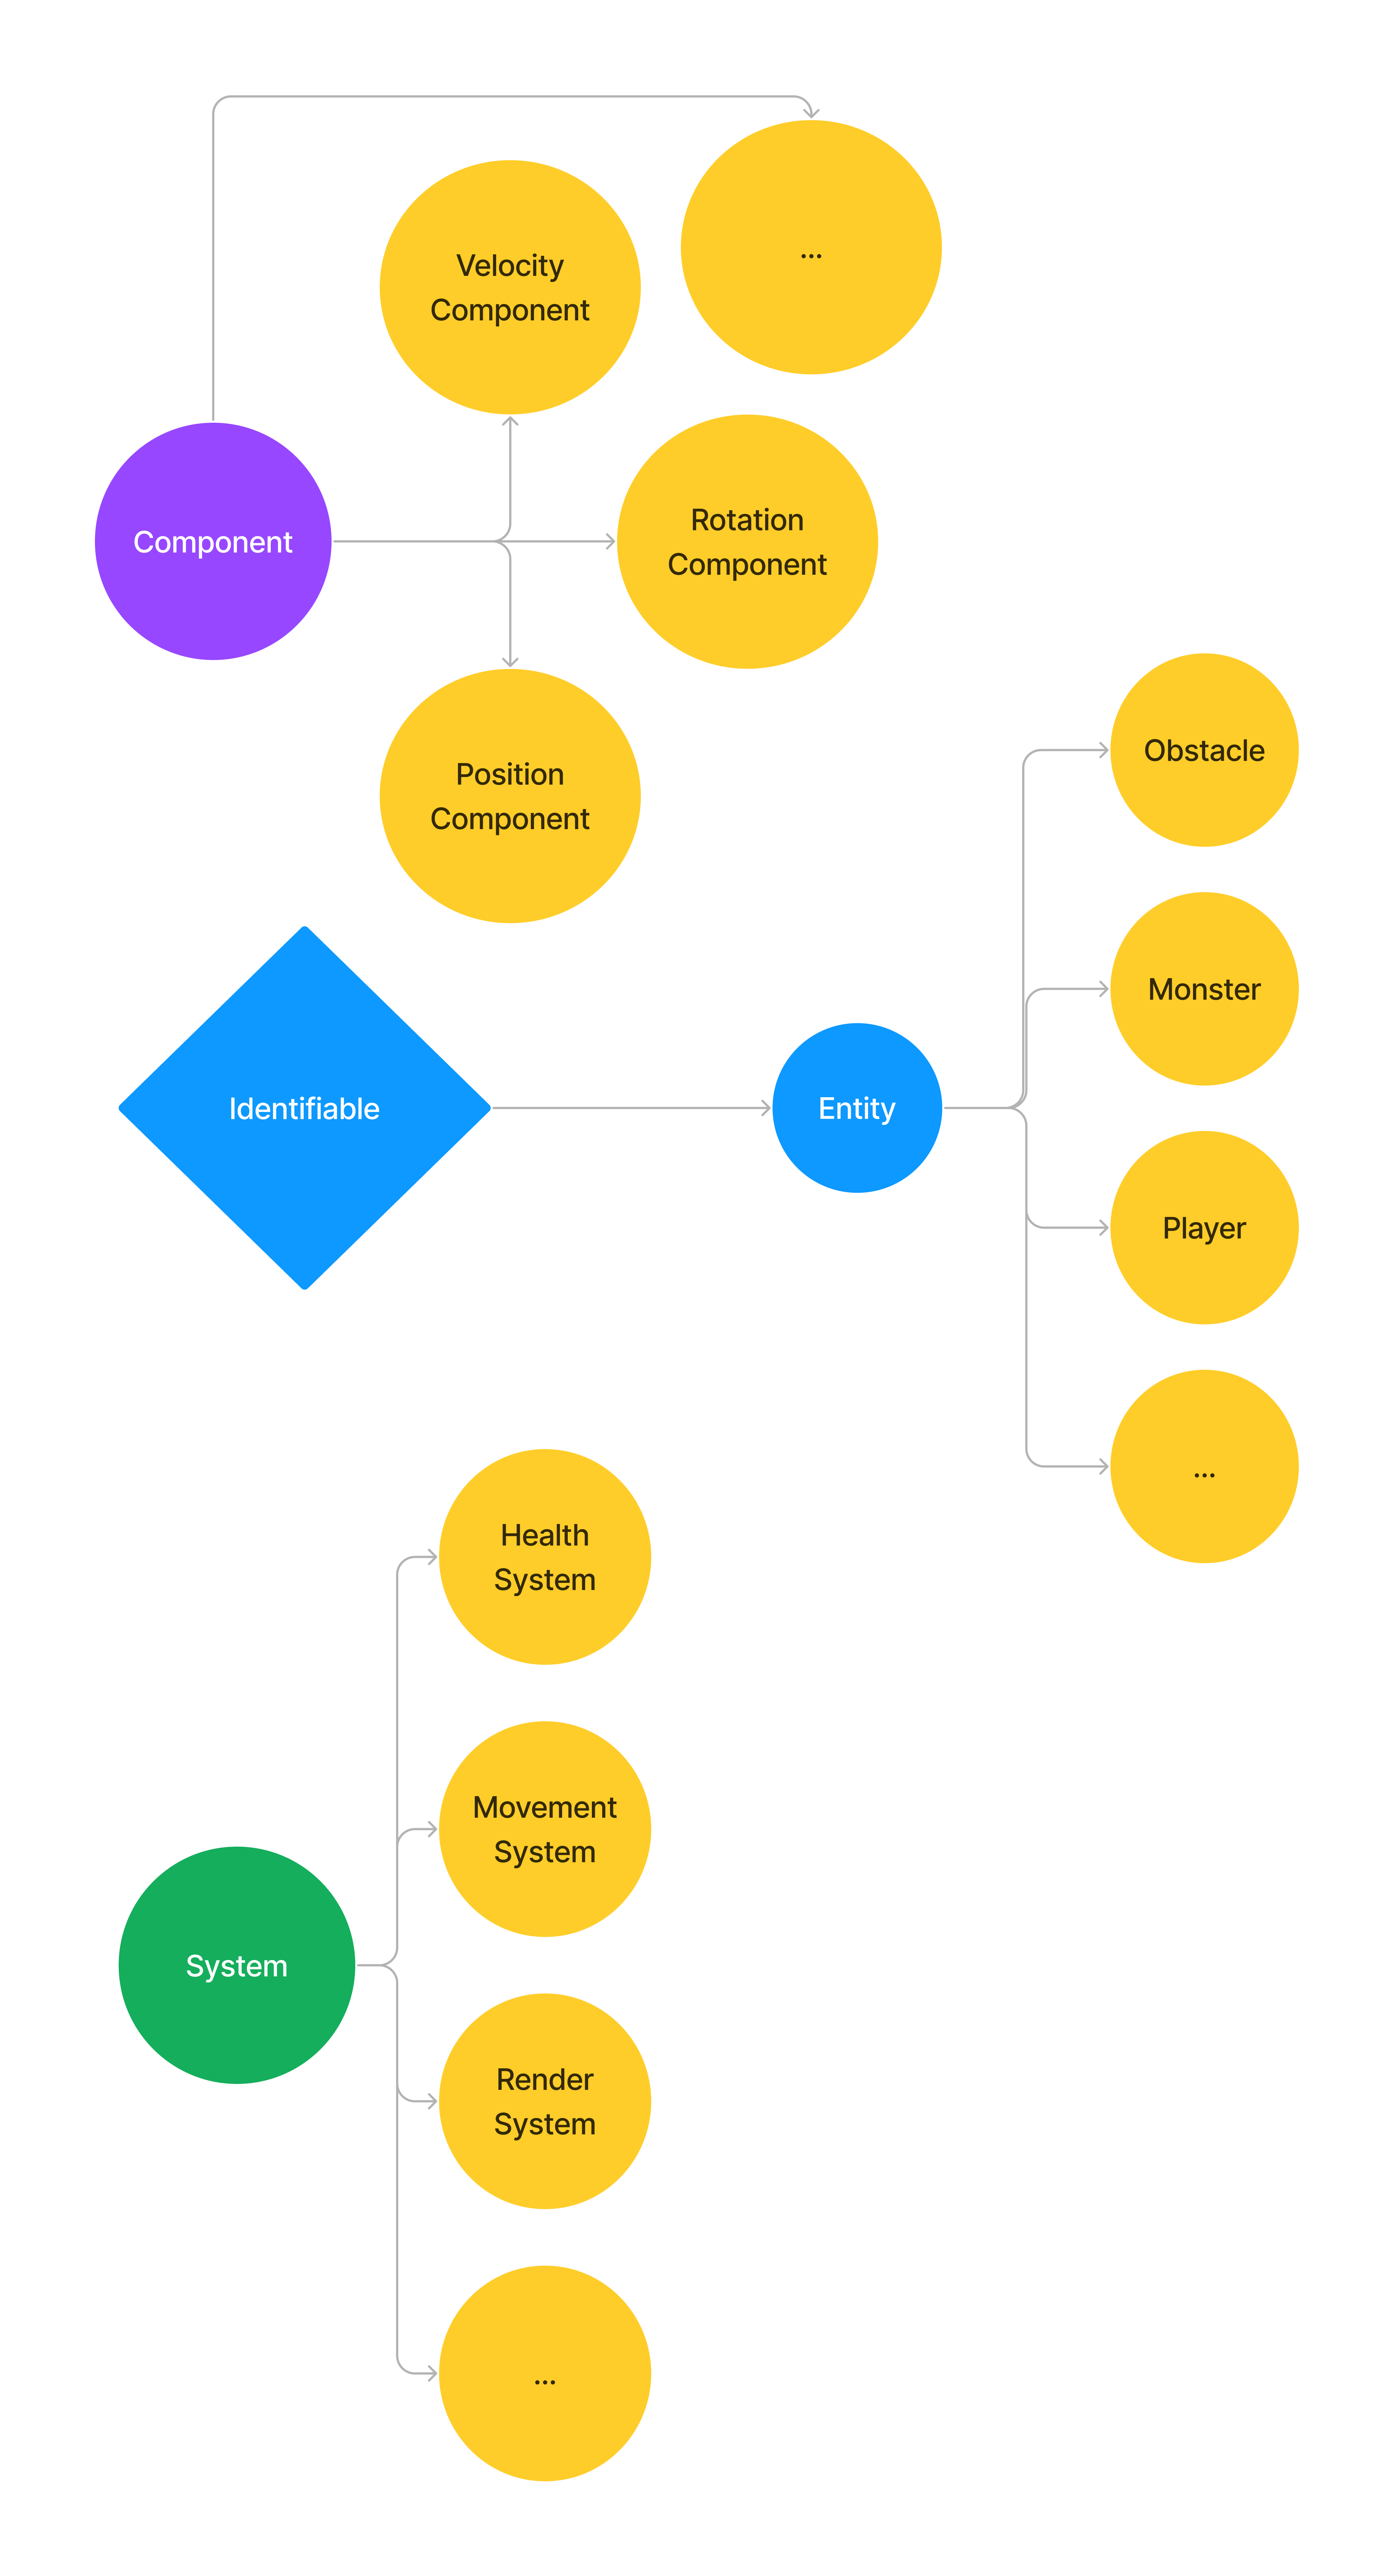 ...
Velocity
Component
Component
Rotation
Component
Position
Component
Obstacle
Monster
Identifiable
Entity
Player
...
Health
System
Movement
System
System
Render
System
...